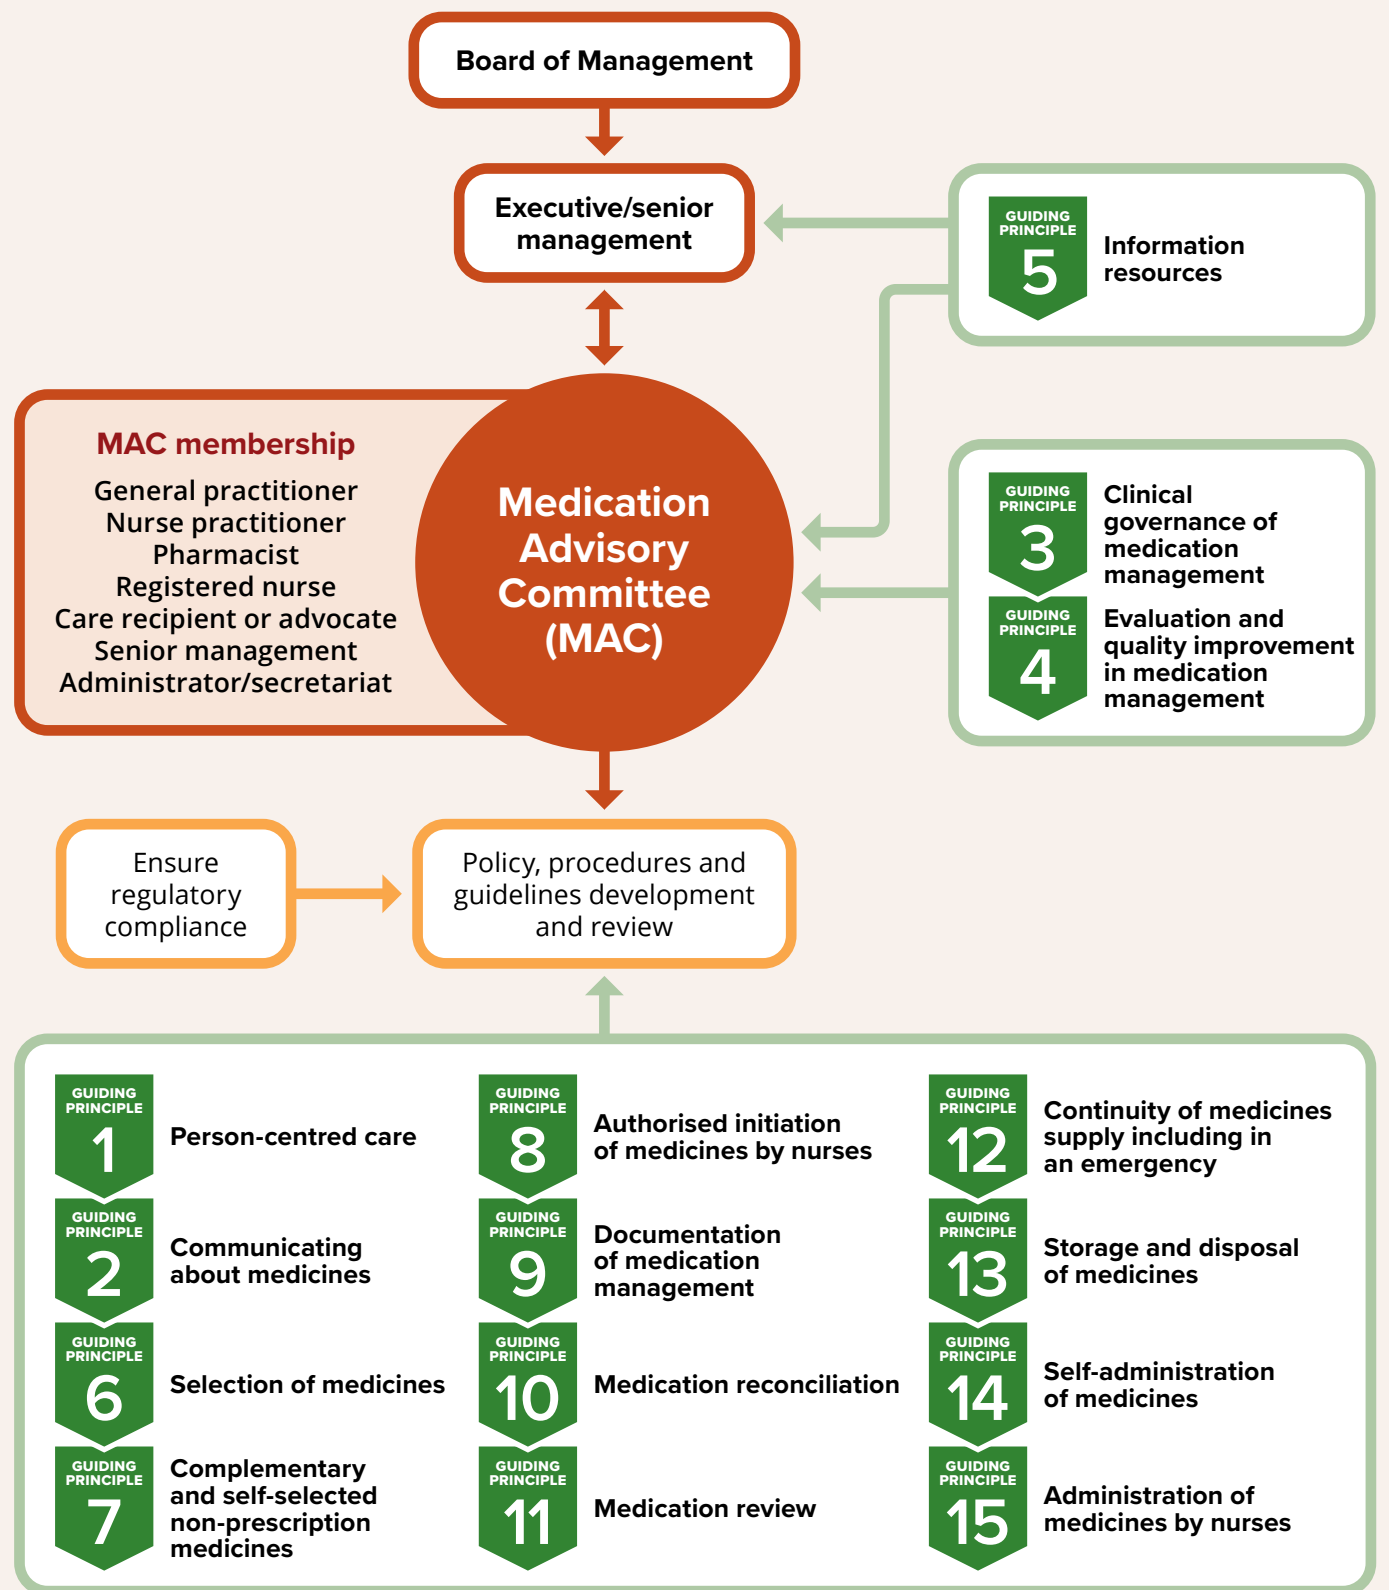 Board of Management
Executive/senior
management
GUIDING
PRINCIPLE
5
Information
resources
MAC membership
General practitioner
Nurse practitioner
Pharmacist
Registered nurse
Care recipient or advocate
Senior management
Administrator/secretariat
Medication
Advisory
Committee
(MAC)
GUIDING
PRINCIPLE
3
Clinical
governance of
medication
management
GUIDING
PRINCIPLE
4
Evaluation and
quality improvement
in medication
management
Ensure
regulatory
compliance
Policy, procedures and
guidelines development
and review
GUIDING
PRINCIPLE
1
Person-centred care
GUIDING
PRINCIPLE
2
Communicating
about medicines
GUIDING
PRINCIPLE
6
Selection of medicines
GUIDING
PRINCIPLE
7
Complementary
and self-selected
non-prescription
medicines
GUIDING
PRINCIPLE
8
Authorised initiation
of medicines by nurses
GUIDING
PRINCIPLE
9
Documentation
of medication
management
GUIDING
PRINCIPLE
10
Medication reconciliation
GUIDING
PRINCIPLE
11
Medication review
GUIDING
PRINCIPLE
12
Continuity of medicines
supply including in
an emergency
GUIDING
PRINCIPLE
13
Storage and disposal
of medicines
GUIDING
PRINCIPLE
14
Self-administration
of medicines
GUIDING
PRINCIPLE
15
Administration of
medicines by nurses